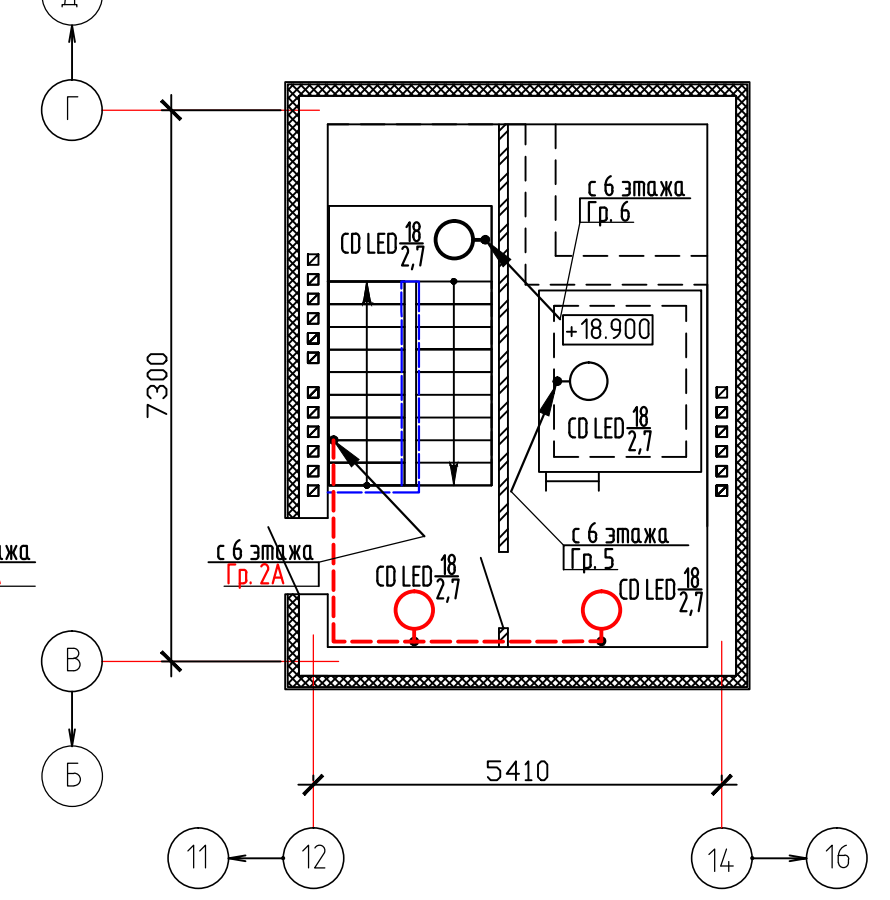 Д
Г
с 6 этажа
Гр. 6
CD LED 18
2,7
+18.900
7300
CD LED 18
2,7
с 6 этажа
Гр. 5
жа
с 6 этажа
Гр. 2А
CD LED 18
2,7
CD LED 18
2,7
В
Б
5410
11
12
14
16